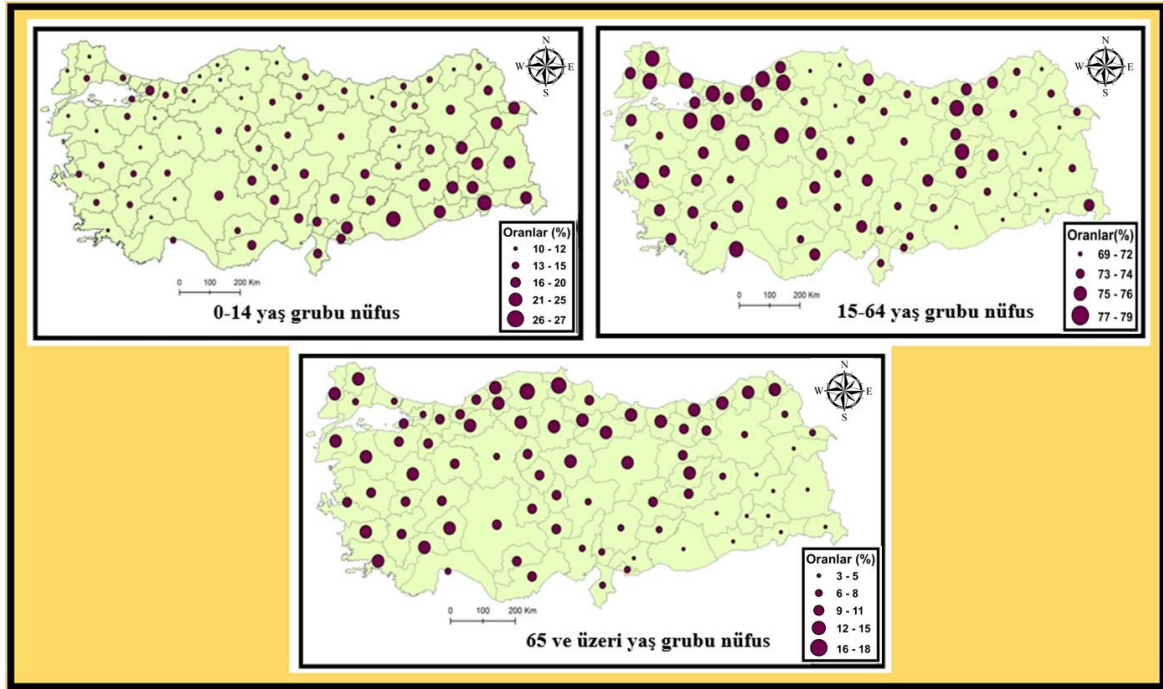 N
W
E
S
Oranları (%)
10 - 12
13 - 15
16 - 20
21 - 25
26 - 27
0 100 200 Km
0-14 yaş grubu nüfus
N
W
E
S
Oranları(%)
69 - 72
73 - 74
75 - 76
77 - 79
0 100 200 Km
15-64 yaş grubu nüfus
N
W
E
S
Oranlar (%)
3 - 5
6 - 8
9 - 11
12 - 15
16 - 18
0 100 200 Km
65 ve üzeri yaş grubu nüfus